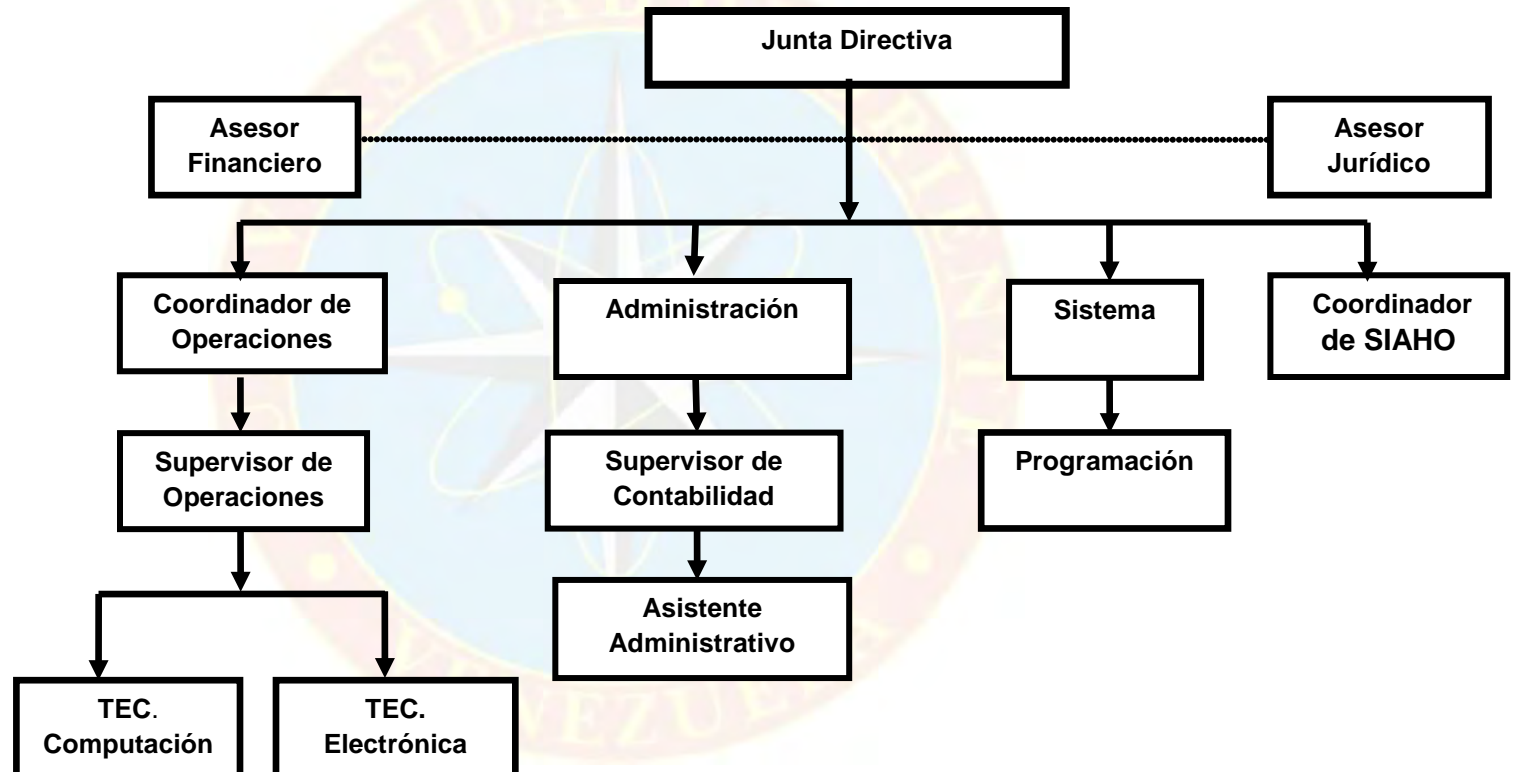 Junta Directiva
Asesor
Financiero
Asesor
Jurídico
Coordinador de
Operaciones
Administración
Sistema
Coordinador
de SIAHO
Supervisor de
Operaciones
Supervisor de
Contabilidad
Programación
Asistente
Administrativo
TEC.
Computación
TEC.
Electrónica